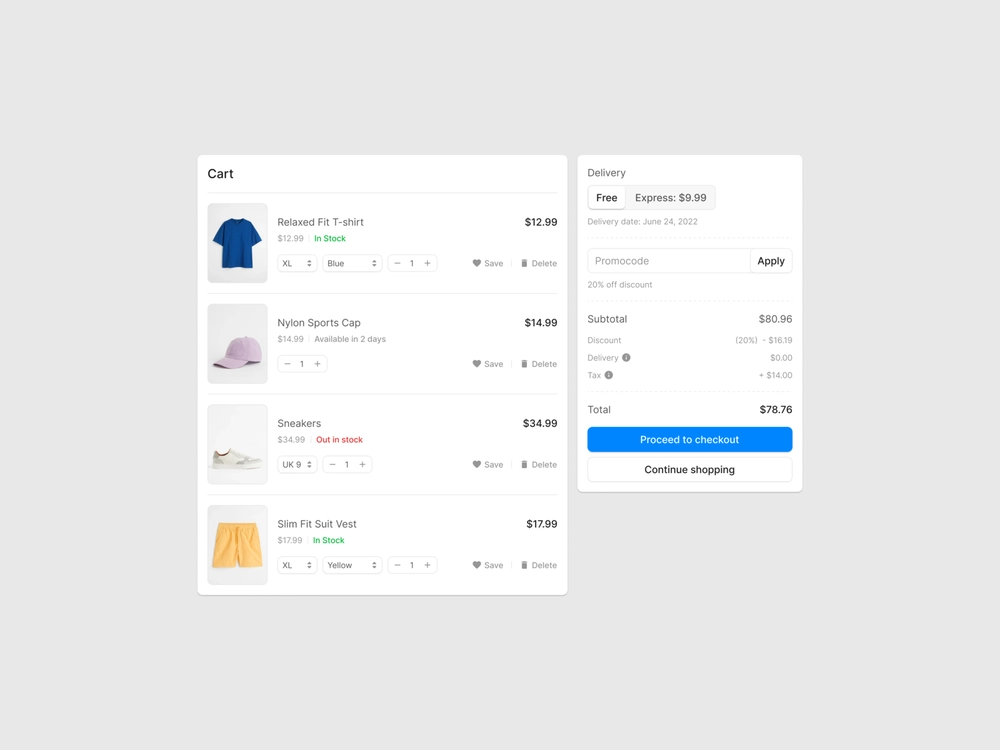 Cart
Relaxed Fit T-shirt $12.99
$12.99 In Stock
XL Blue − 1 + Save Delete
Nylon Sports Cap $14.99
$14.99 Available in 2 days
− 1 + Save Delete
Sneakers $34.99
$34.99 Out in stock
UK 9 − 1 + Save Delete
Slim Fit Suit Vest $17.99
$17.99 In Stock
XL Yellow − 1 + Save Delete
Delivery
Free Express: $9.99
Delivery date: June 24, 2022
Promocode Apply
20% off discount
Subtotal $80.96
Discount (20%) - $16.19
Delivery $0.00
Tax + $14.00
Total $78.76
Proceed to checkout
Continue shopping